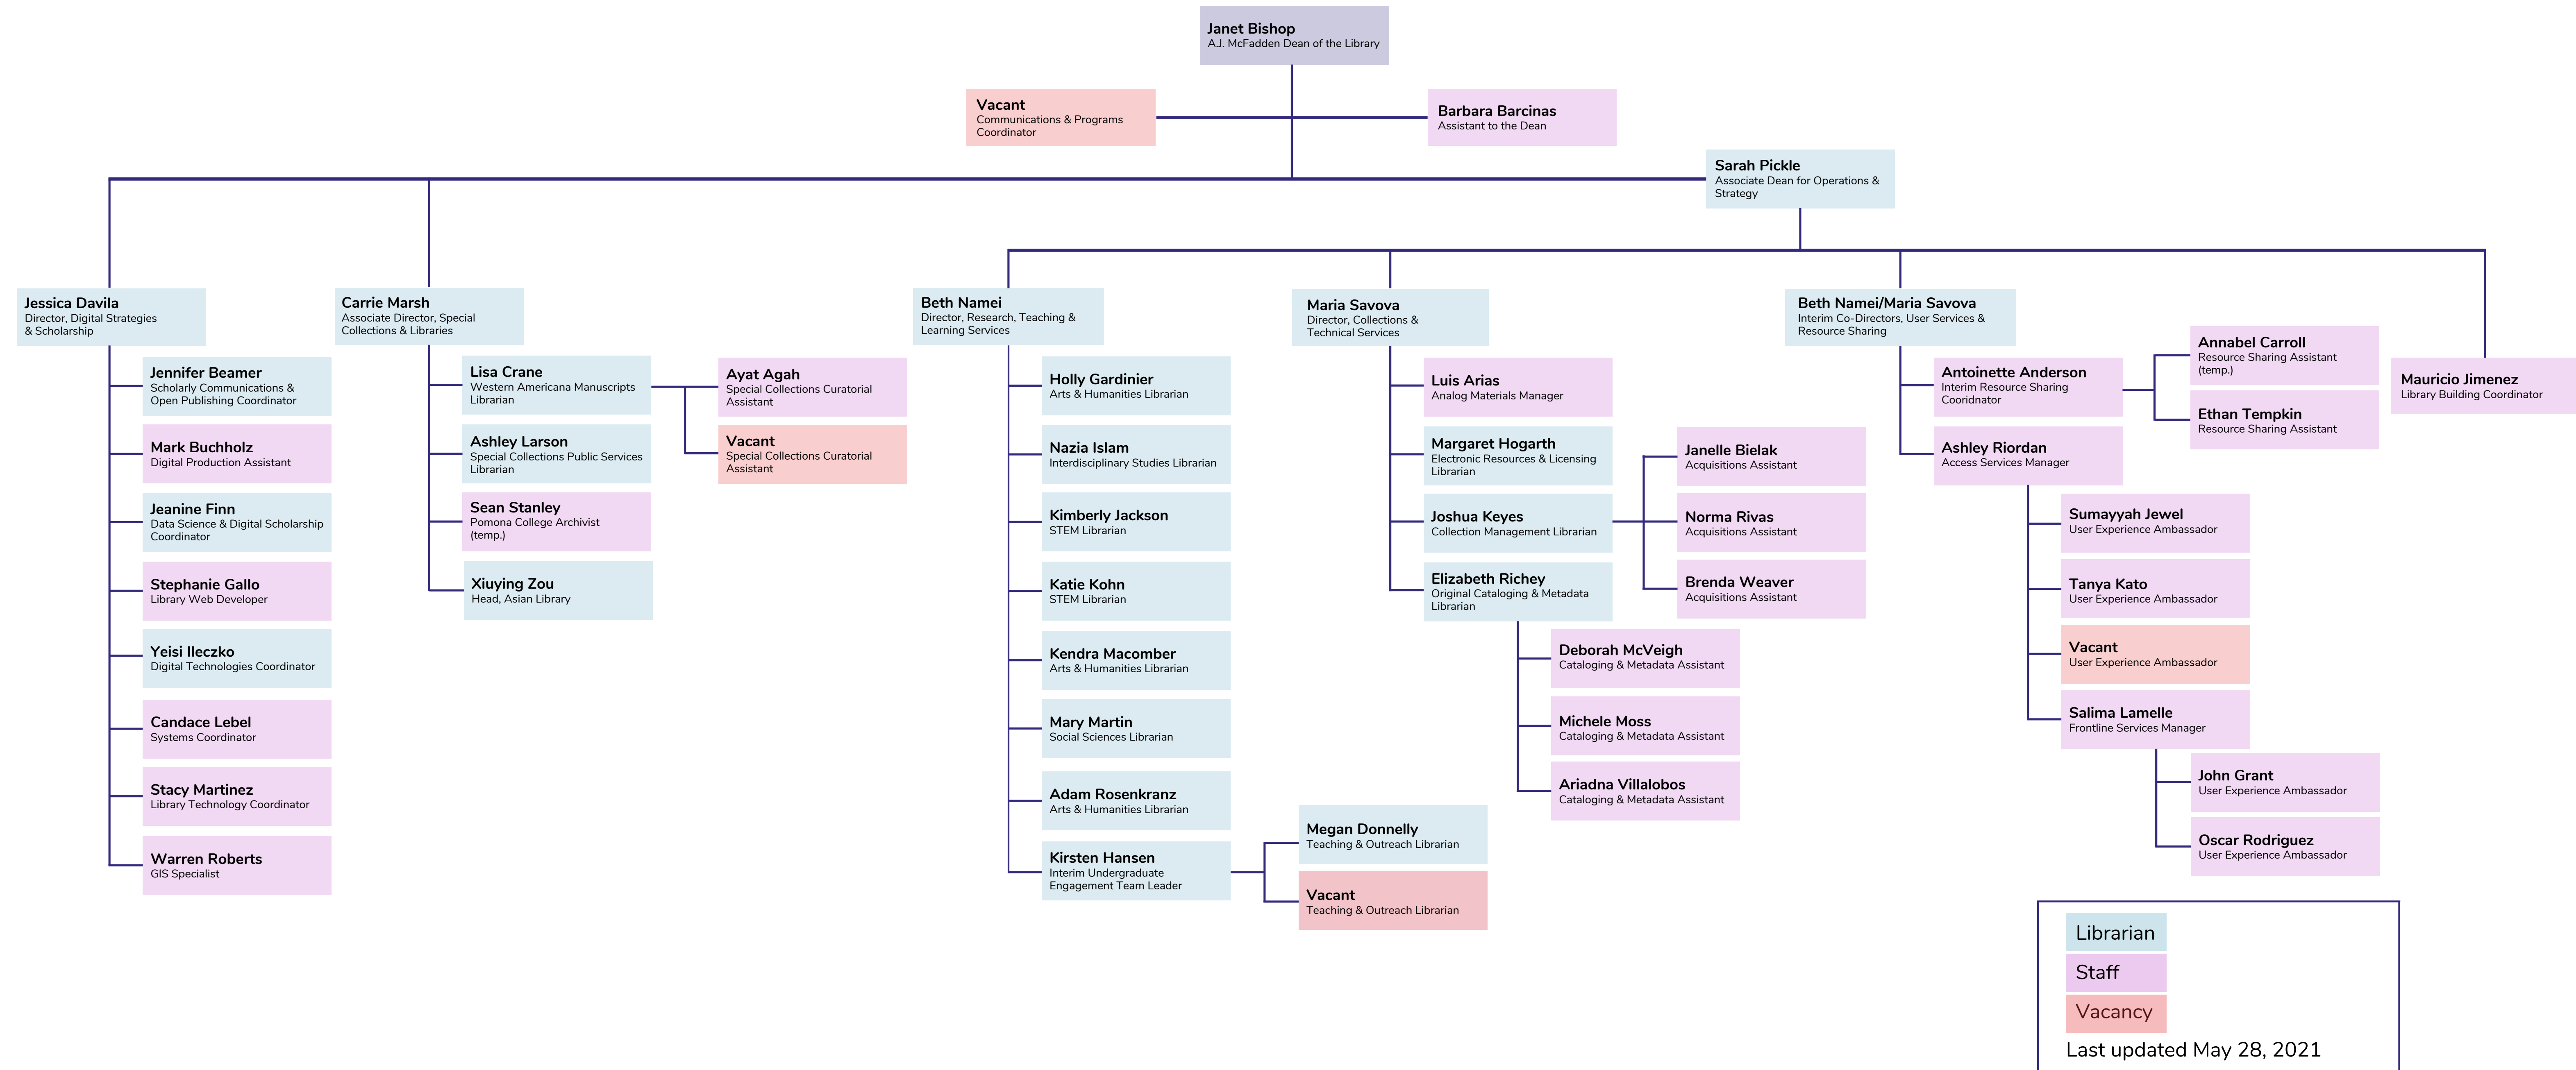 Janet Bishop
A.J. McFadden Dean of the Library
Vacant
Communications & Programs
Coordinator
Barbara Barcinas
Assistant to the Dean
Sarah Pickle
Associate Dean for Operations &
Strategy
Jessica Davila
Director, Digital Strategies
& Scholarship
Jennifer Beamer
Scholarly Communications &
Open Publishing Coordinator
Mark Buchholz
Digital Production Assistant
Jeanine Finn
Data Science & Digital Scholarship
Coordinator
Stephanie Gallo
Library Web Developer
Yeisi Ileczko
Digital Technologies Coordinator
Candace Lebel
Systems Coordinator
Stacy Martinez
Library Technology Coordinator
Warren Roberts
GIS Specialist
Carrie Marsh
Associate Director, Special
Collections & Libraries
Lisa Crane
Western Americana Manuscripts
Librarian
Ashley Larson
Special Collections Public Services
Librarian
Sean Stanley
Pomona College Archivist
(temp.)
Xiuying Zou
Head, Asian Library
Ayat Agah
Special Collections Curatorial
Assistant
Vacant
Special Collections Curatorial
Assistant
Beth Namei
Director, Research, Teaching &
Learning Services
Holly Gardinier
Arts & Humanities Librarian
Nazia Islam
Interdisciplinary Studies Librarian
Kimberly Jackson
STEM Librarian
Katie Kohn
STEM Librarian
Kendra Macomber
Arts & Humanities Librarian
Mary Martin
Social Sciences Librarian
Adam Rosenkranz
Arts & Humanities Librarian
Kirsten Hansen
Interim Undergraduate
Engagement Team Leader
Megan Donnelly
Teaching & Outreach Librarian
Vacant
Teaching & Outreach Librarian
Maria Savova
Director, Collections &
Technical Services
Luis Arias
Analog Materials Manager
Margaret Hogarth
Electronic Resources & Licensing
Librarian
Joshua Keyes
Collection Management Librarian
Elizabeth Richey
Original Cataloging & Metadata
Librarian
Janelle Bielak
Acquisitions Assistant
Norma Rivas
Acquisitions Assistant
Brenda Weaver
Acquisitions Assistant
Deborah McVeigh
Cataloging & Metadata Assistant
Michele Moss
Cataloging & Metadata Assistant
Ariadna Villalobos
Cataloging & Metadata Assistant
Beth Namei/Maria Savova
Interim Co-Directors, User Services &
Resource Sharing
Antoinette Anderson
Interim Resource Sharing
Cooridnator
Ashley Riordan
Access Services Manager
Annabel Carroll
Resource Sharing Assistant
(temp.)
Ethan Tempkin
Resource Sharing Assistant
Sumayyah Jewel
User Experience Ambassador
Tanya Kato
User Experience Ambassador
Vacant
User Experience Ambassador
Salima Lamelle
Frontline Services Manager
John Grant
User Experience Ambassador
Oscar Rodriguez
User Experience Ambassador
Mauricio Jimenez
Library Building Coordinator
Librarian
Staff
Vacancy
Last updated May 28, 2021